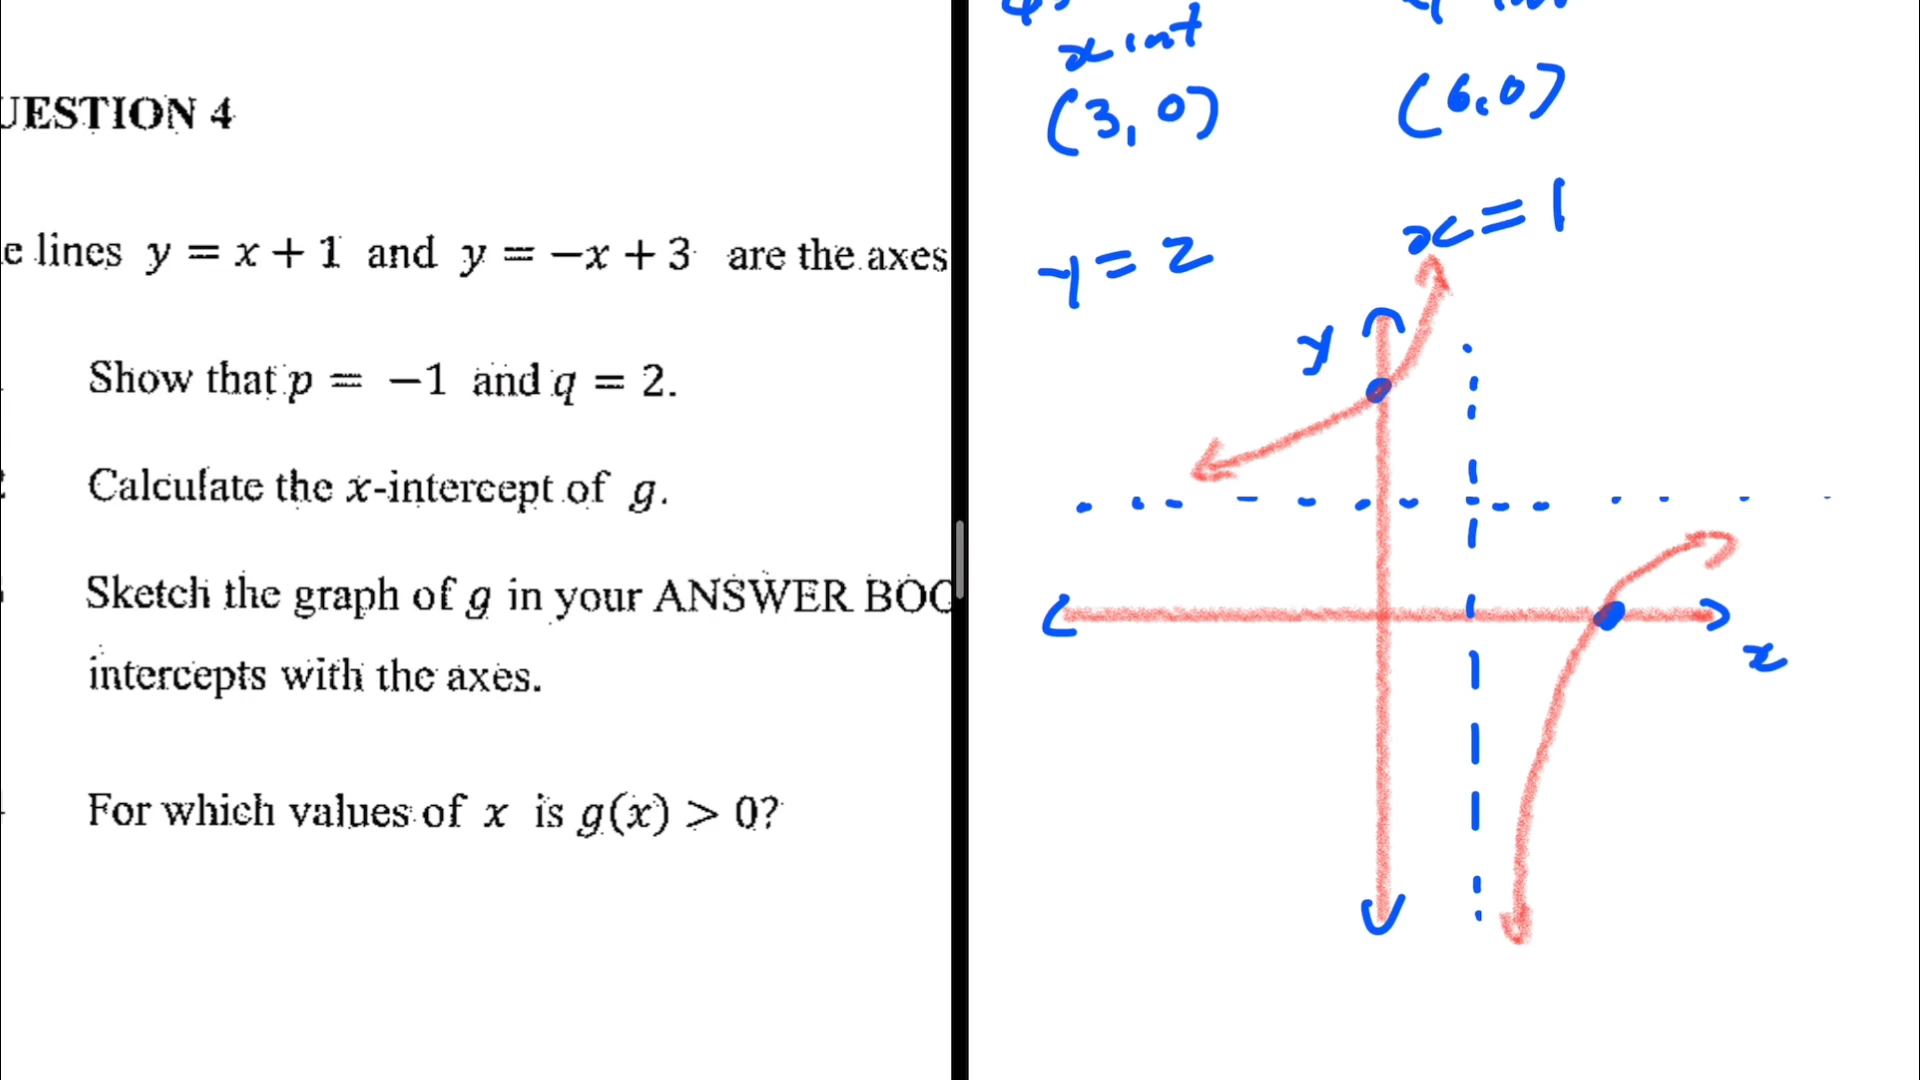 UESTION 4
e lines y = x + 1 and y = −x + 3 are the axes
Show that p = −1 and q = 2.
Calculate the x-intercept of g.
Sketch the graph of g in your ANSWER BOO
intercepts with the axes.
For which values of x is g(x) > 0?
x int
(3, 0)
(6, 0)
y = 2
x = 1
y
x